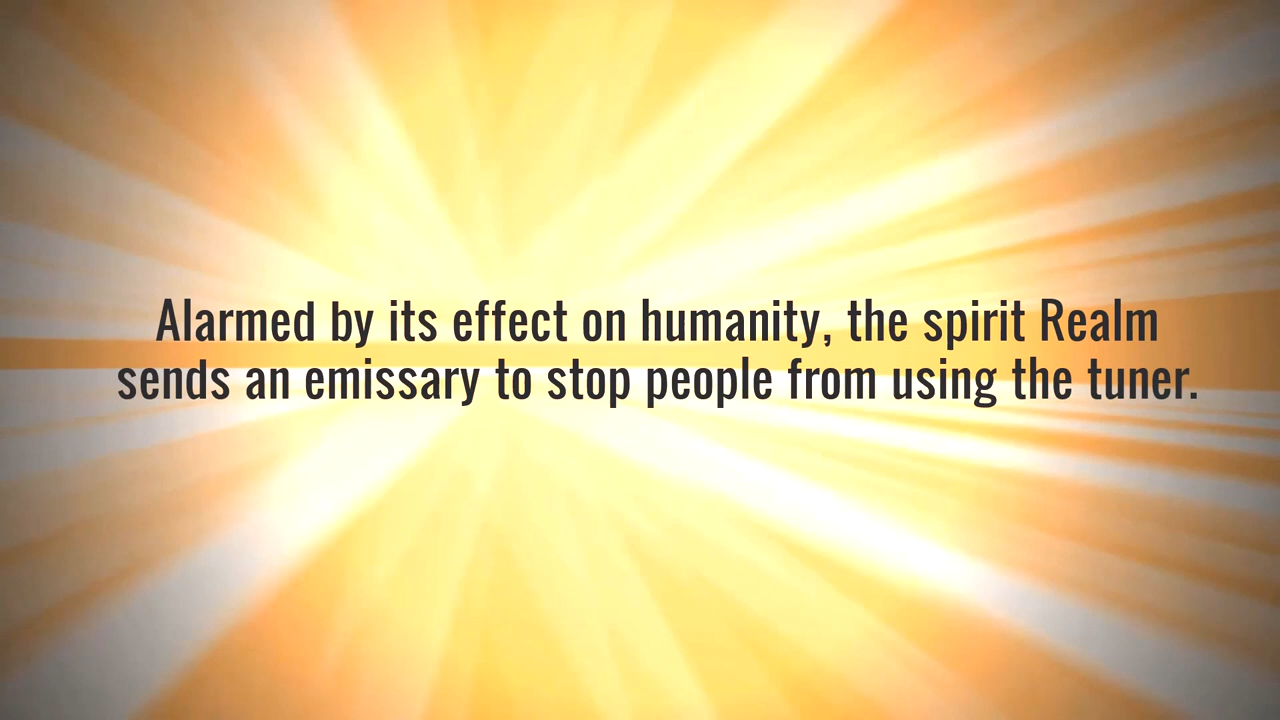 Alarmed by its effect on humanity, the spirit Realm
sends an emissary to stop people from using the tuner.